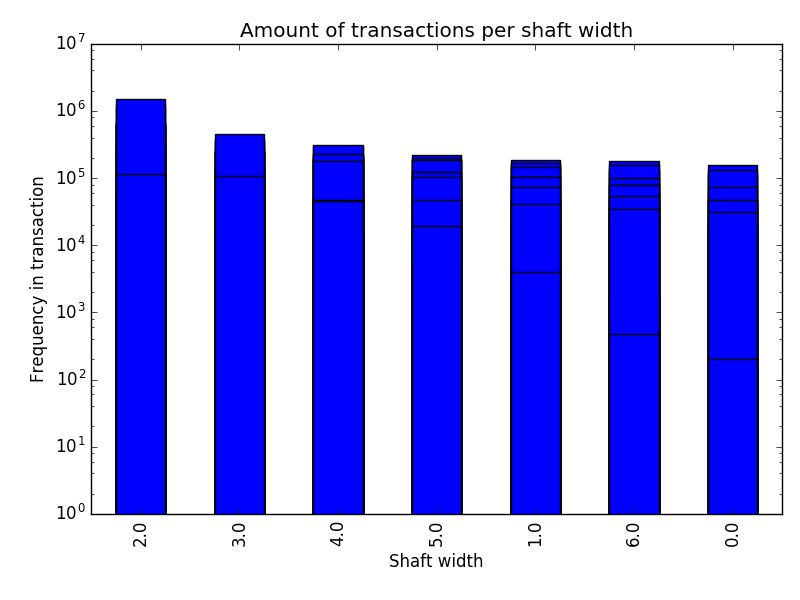 Amount of transactions per shaft width
Frequency in transaction
10^7
10^6
10^5
10^4
10^3
10^2
10^1
10^0
2.0 3.0 4.0 5.0 1.0 6.0 0.0
Shaft width